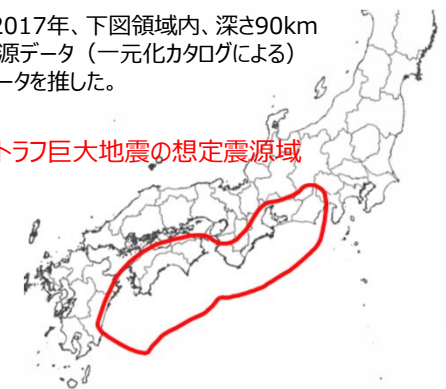 2017年、下図領域内、深さ90km
源データ（一元化カタログによる）
ータを推した。
トラフ巨大地震の想定震源域